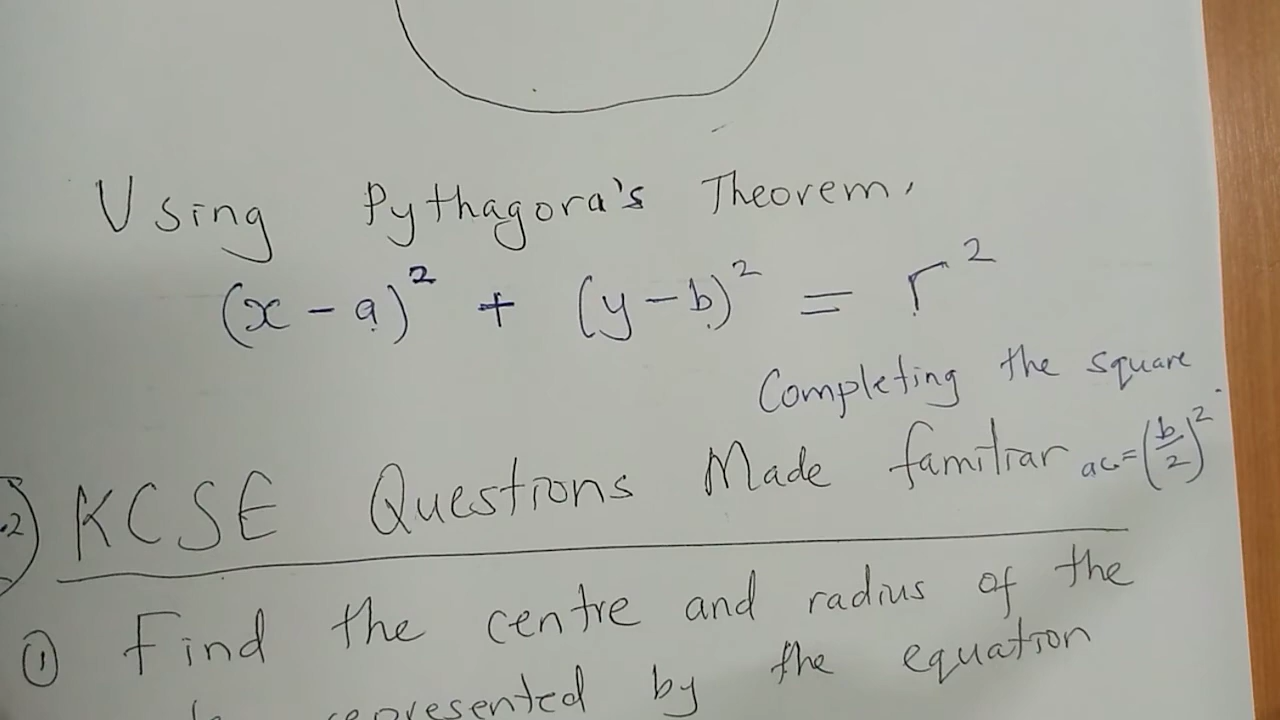 Using Pythagora's Theorem,
(x - a)² + (y - b)² = r²
Completing the square.
KCSE Questions Made familiar ac = (b/2)²
① Find the centre and radius of the
represented by the equation